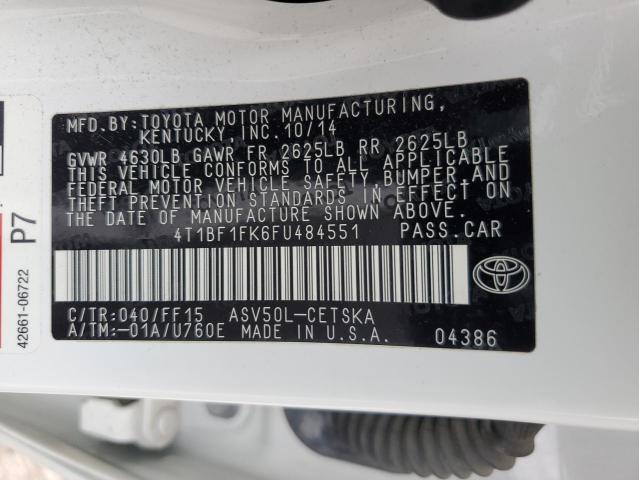 MFD.BY:TOYOTA MOTOR MANUFACTURING,
KENTUCKY,INC.10/14
GVWR 4630LB GAWR FR 2625LB RR 2625LB
THIS VEHICLE CONFORMS TO ALL APPLICABLE
FEDERAL MOTOR VEHICLE SAFETY, BUMPER, AND
THEFT PREVENTION STANDARDS IN EFFECT ON
THE DATE OF MANUFACTURE SHOWN ABOVE.
4T1BF1FK6FU484551 PASS.CAR
C/TR:040/FF15 ASV50L-CETSKA
A/TM:-01A/U760E MADE IN U.S.A. 04386
P7
42661-06722